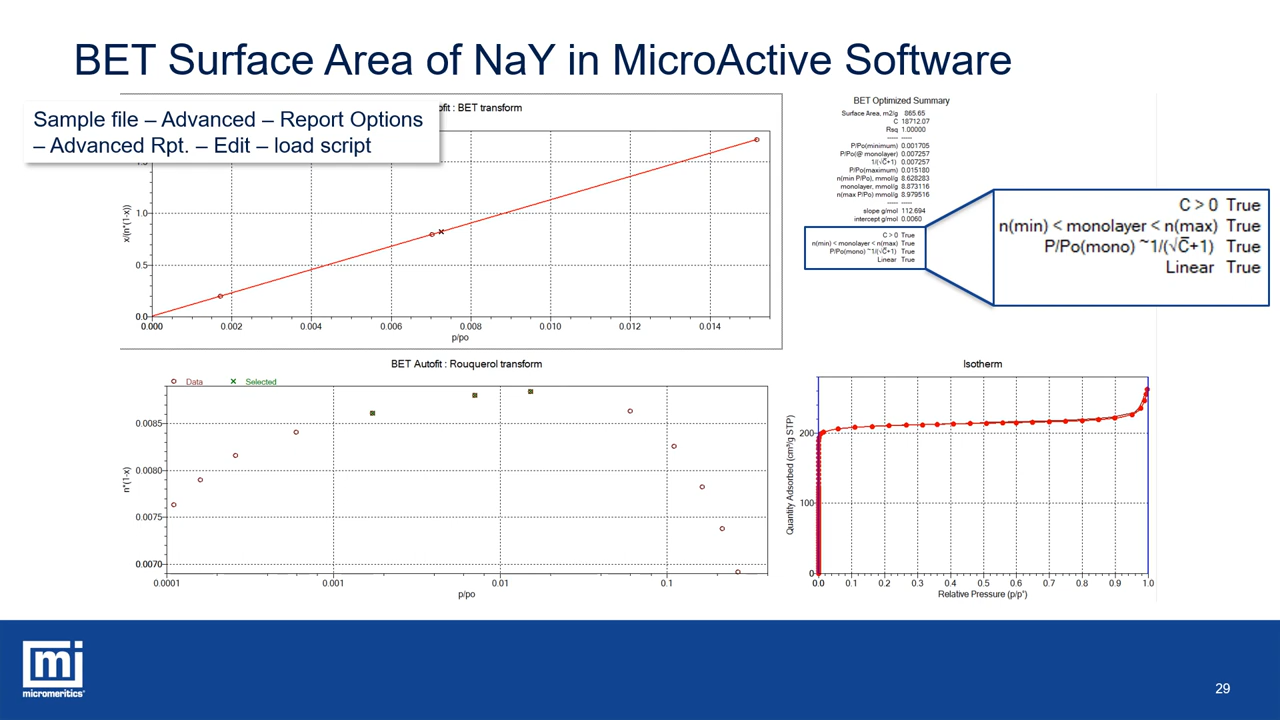 BET Surface Area of NaY in MicroActive Software
Sample file – Advanced – Report Options
– Advanced Rpt. – Edit – load script
ofit : BET transform
x/(n*(1-x))
1.5
1.0
0.5
0.0
0.000
0.002
0.004
0.006
0.008
0.010
0.012
0.014
p/po
BET Optimized Summary
Surface Area, m2/g 865.65
C 18712.07
Rsq 1.00000
----- -----
P/Po(minimum) 0.001705
P/Po(@ monolayer) 0.007257
1/(√C̅+1) 0.007257
P/Po(maximum) 0.015180
n(min P/Po), mmol/g 8.628283
monolayer, mmol/g 8.873116
n(max P/Po) mmol/g 8.979516
----- -----
slope g/mol 112.694
intercept g/mol 0.0060
C > 0 True
n(min) < monolayer < n(max) True
P/Po(mono) ~1/(√C̅+1) True
Linear True
C > 0 True
n(min) < monolayer < n(max) True
P/Po(mono) ~1/(√C̅+1) True
Linear True
BET Autofit : Rouquerol transform
Data
Selected
n*(1-x)
0.0085
0.0080
0.0075
0.0070
0.0001
0.001
0.01
0.1
p/po
Isotherm
Quantity Adsorbed (cm³/g STP)
200
100
0
0.0
0.1
0.2
0.3
0.4
0.5
0.6
0.7
0.8
0.9
1.0
Relative Pressure (p/p°)
mi
micromeritics®
29